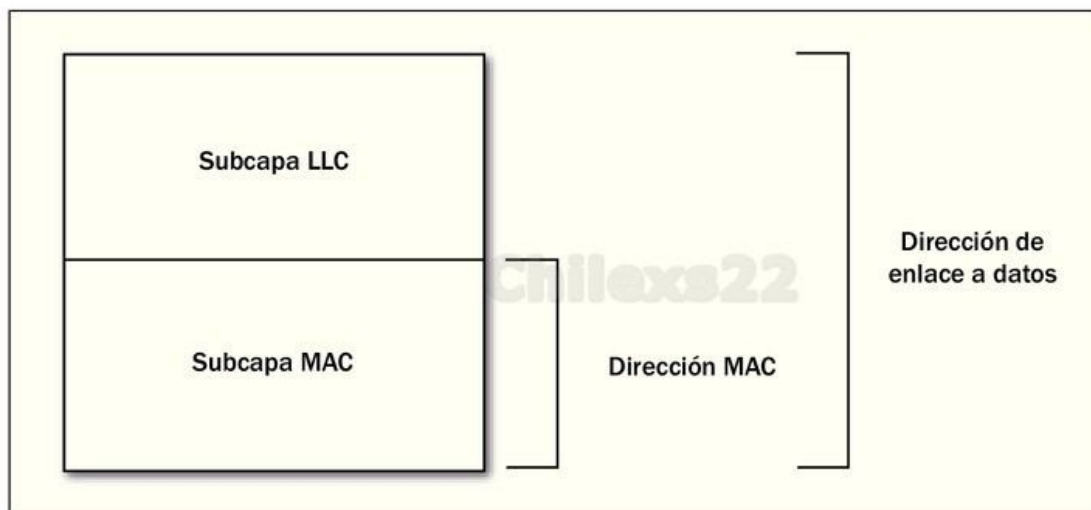 Subcapa LLC
Chilexs22
Dirección de
enlace a datos
Subcapa MAC
Dirección MAC